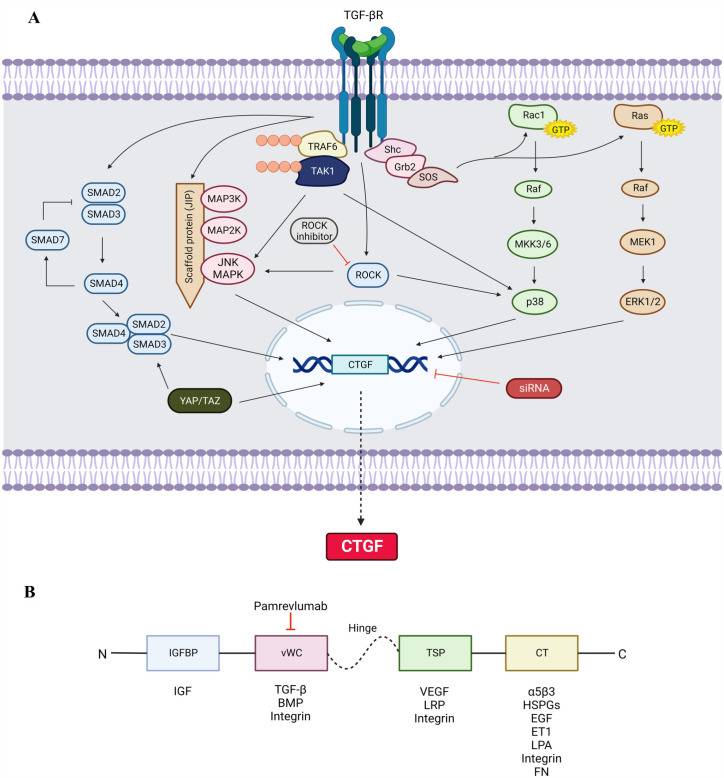 A
TGF-βR
Rac1
GTP
Ras
GTP
TRAF6
TAK1
Shc
Grb2
SOS
SMAD2
SMAD3
SMAD7
SMAD4
SMAD4
SMAD2
SMAD3
YAP/TAZ
Scaffold protein (JIP)
MAP3K
MAP2K
JNK
MAPK
ROCK
inhibitor
ROCK
Raf
MKK3/6
p38
Raf
MEK1
ERK1/2
CTGF
siRNA
CTGF
B
Pamrevlumab
Hinge
N
IGFBP
vWC
TSP
CT
C
IGF
TGF-β
BMP
Integrin
VEGF
LRP
Integrin
α5β3
HSPGs
EGF
ET1
LPA
Integrin
FN